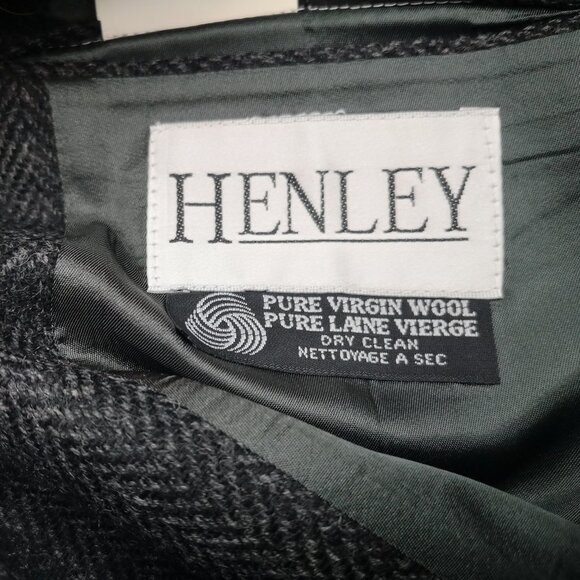 HENLEY
PURE VIRGIN WOOL
PURE LAINE VIERGE
DRY CLEAN
NETTOYAGE A SEC